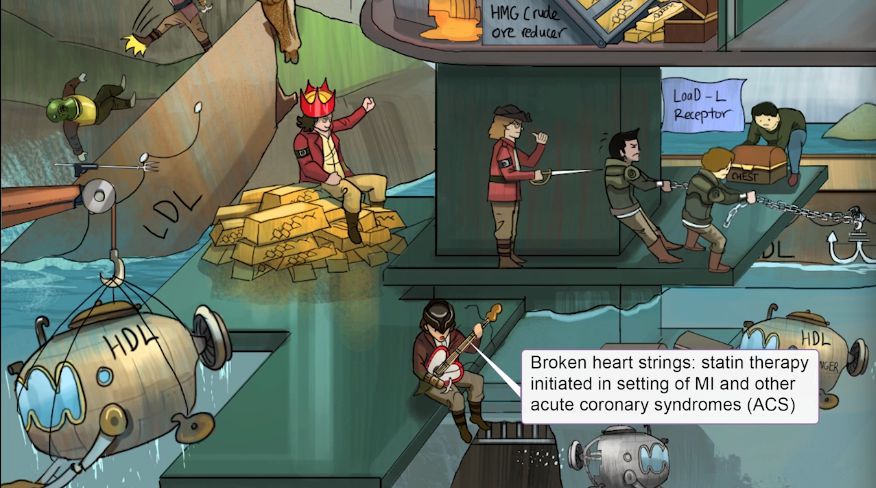 HMG Crude
ore reducer
LoaD-L
Receptor
CHEST
LDL
DL
HDL
HDL
NGER
Broken heart strings: statin therapy
initiated in setting of MI and other
acute coronary syndromes (ACS)